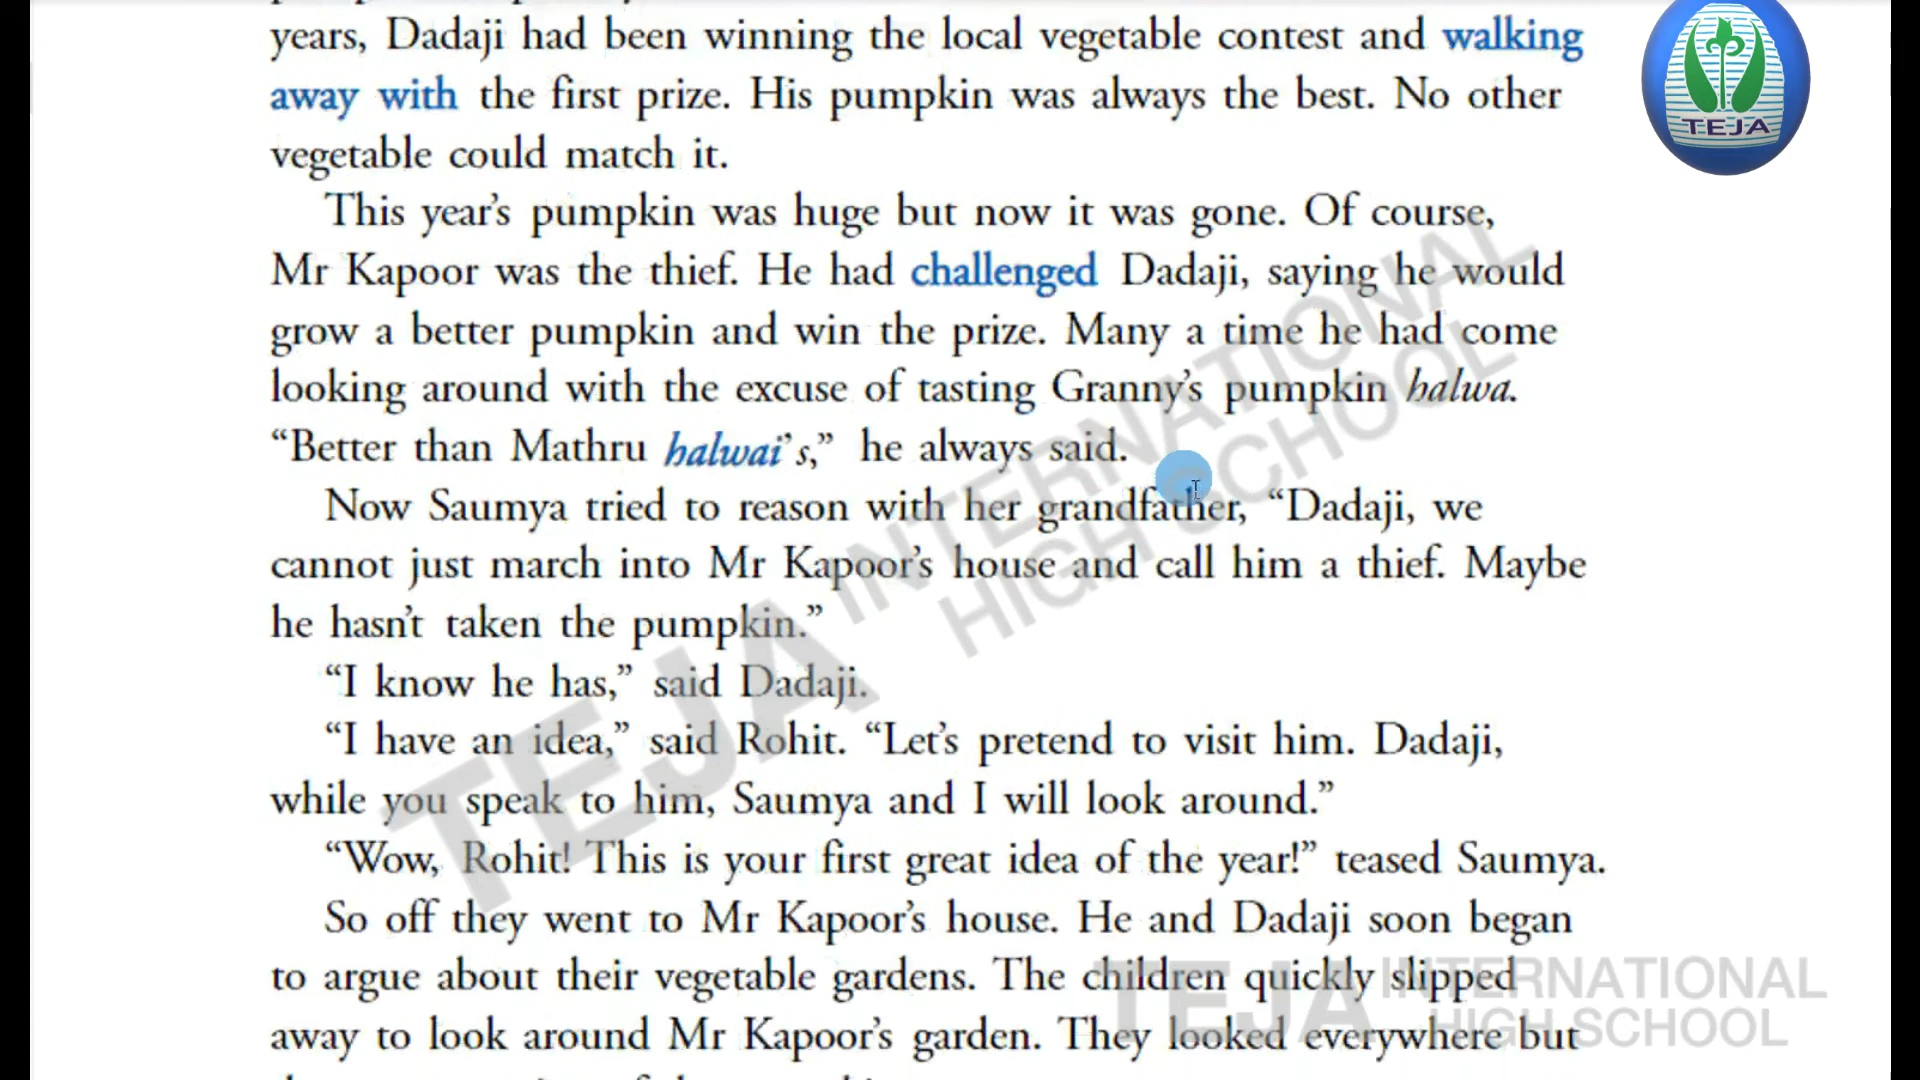 years, Dadaji had been winning the local vegetable contest and walking
away with the first prize. His pumpkin was always the best. No other
vegetable could match it.
This year’s pumpkin was huge but now it was gone. Of course,
Mr Kapoor was the thief. He had challenged Dadaji, saying he would
grow a better pumpkin and win the prize. Many a time he had come
looking around with the excuse of tasting Granny’s pumpkin halwa.
“Better than Mathru halwai’s,” he always said.
Now Saumya tried to reason with her grandfather, “Dadaji, we
cannot just march into Mr Kapoor’s house and call him a thief. Maybe
he hasn’t taken the pumpkin.”
“I know he has,” said Dadaji.
“I have an idea,” said Rohit. “Let’s pretend to visit him. Dadaji,
while you speak to him, Saumya and I will look around.”
“Wow, Rohit! This is your first great idea of the year!” teased Saumya.
So off they went to Mr Kapoor’s house. He and Dadaji soon began
to argue about their vegetable gardens. The children quickly slipped
away to look around Mr Kapoor’s garden. They looked everywhere but
TEJA
TEJA INTERNATIONAL
HIGH SCHOOL
TEJA INTERNATIONAL
HIGH SCHOOL